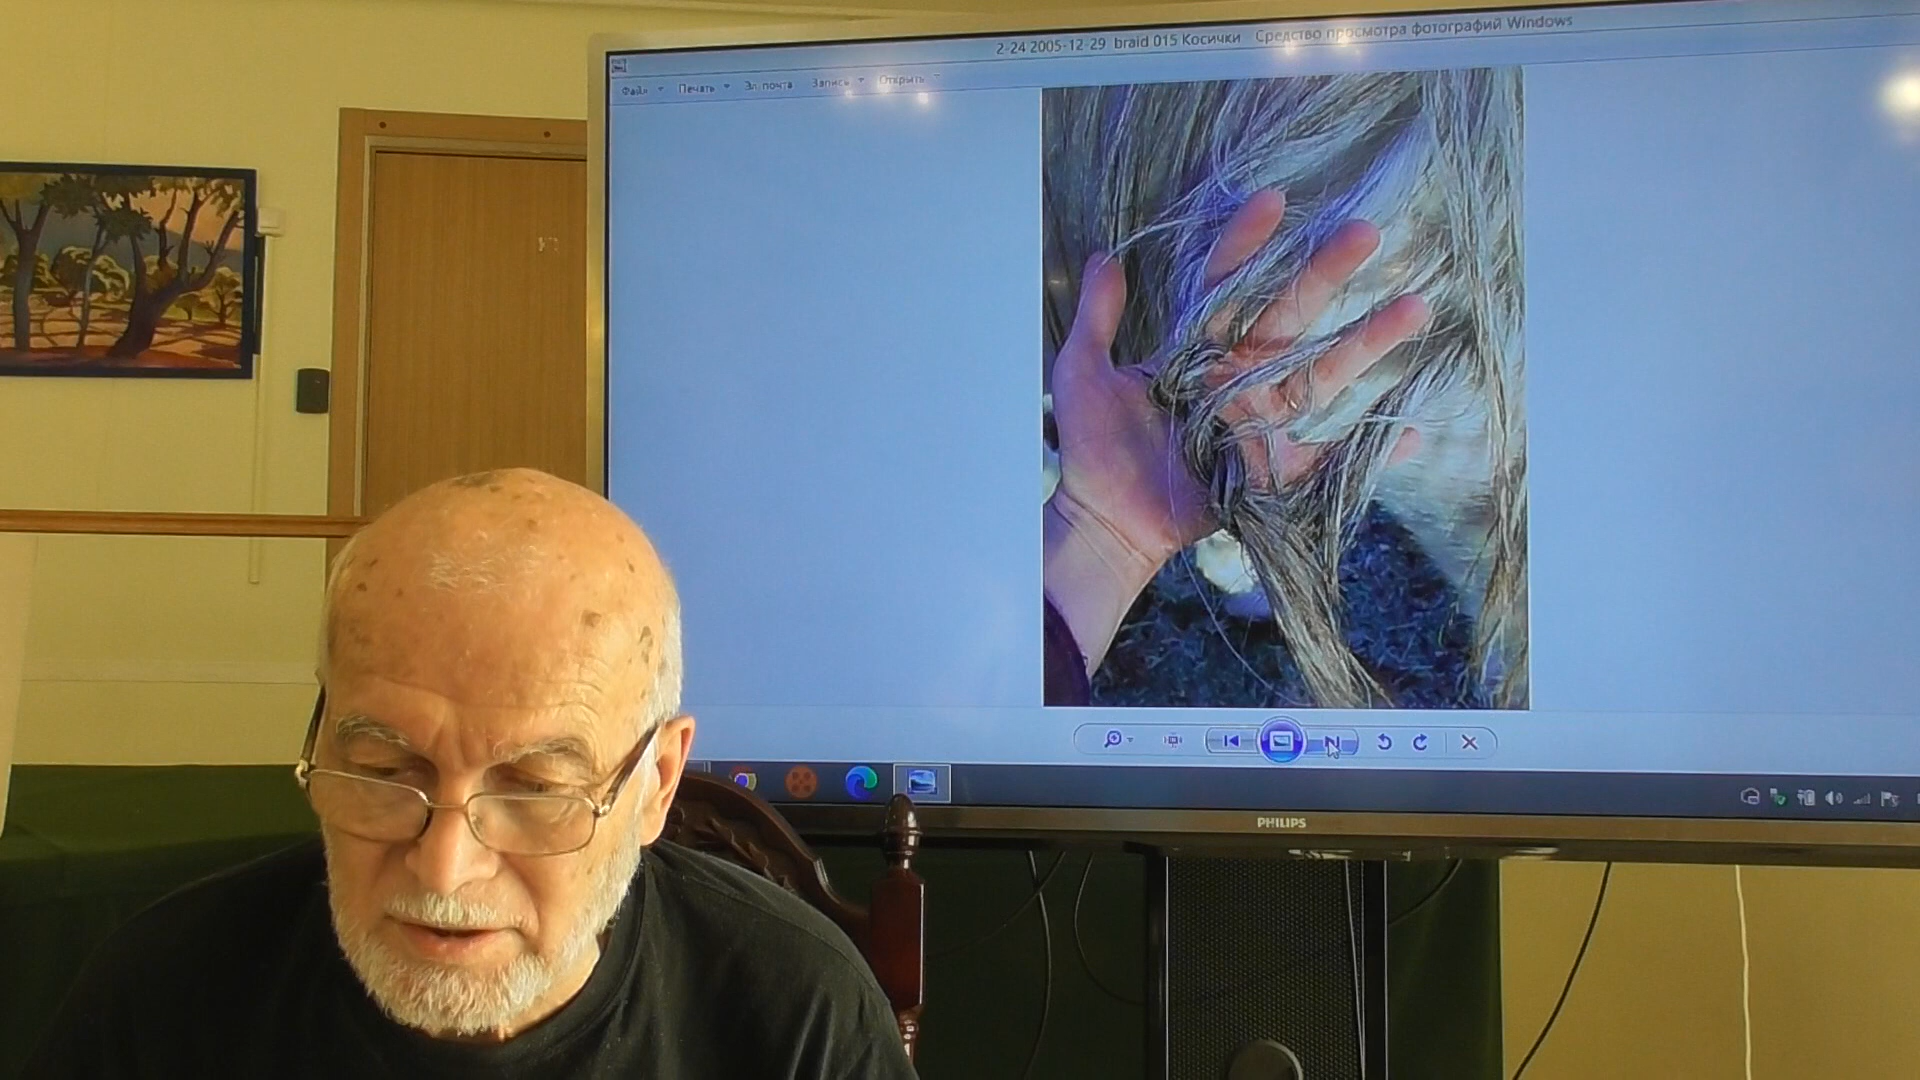 2-24 2005-12-29 braid 015 Косички Средство просмотра фотографий Windows
Файл Печать Эл. почта Запись Открыть
PHILIPS